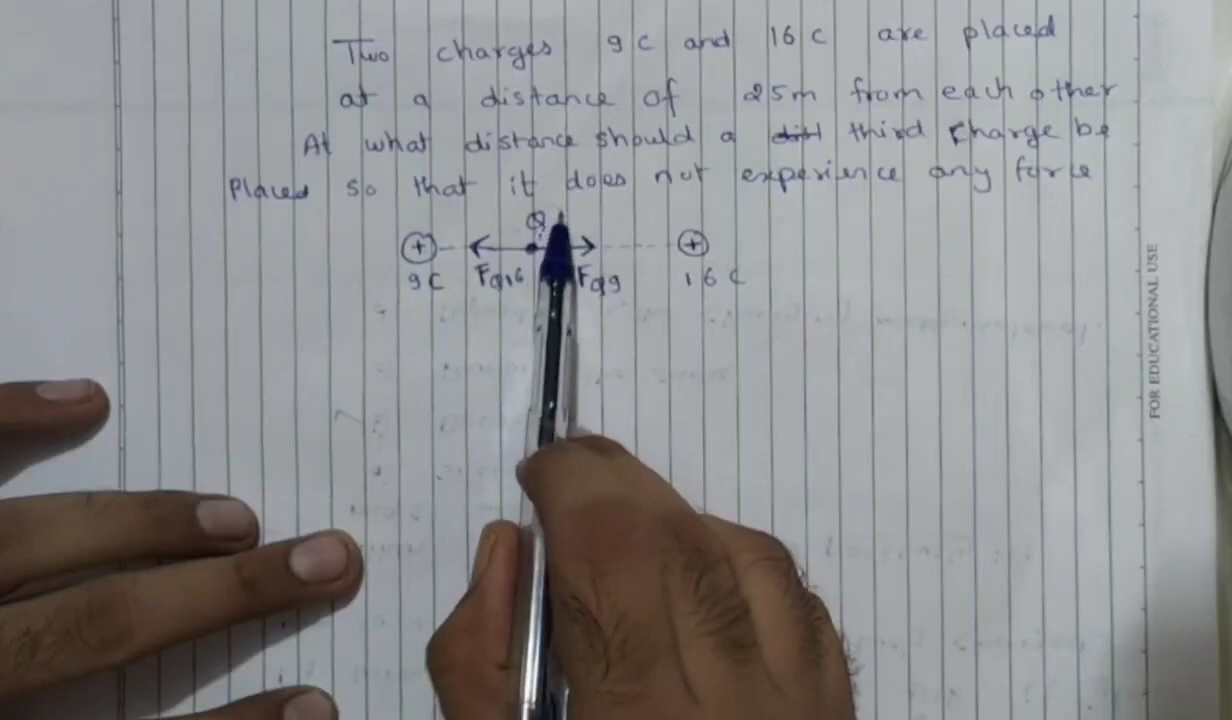 Two charges 9C and 16C are placed
at a distance of 25m from each other
At what distance should a third charge be
Placed so that it does not experience any force
Q
+ +
9C FQ16 FQ9 16C
FOR EDUCATIONAL USE